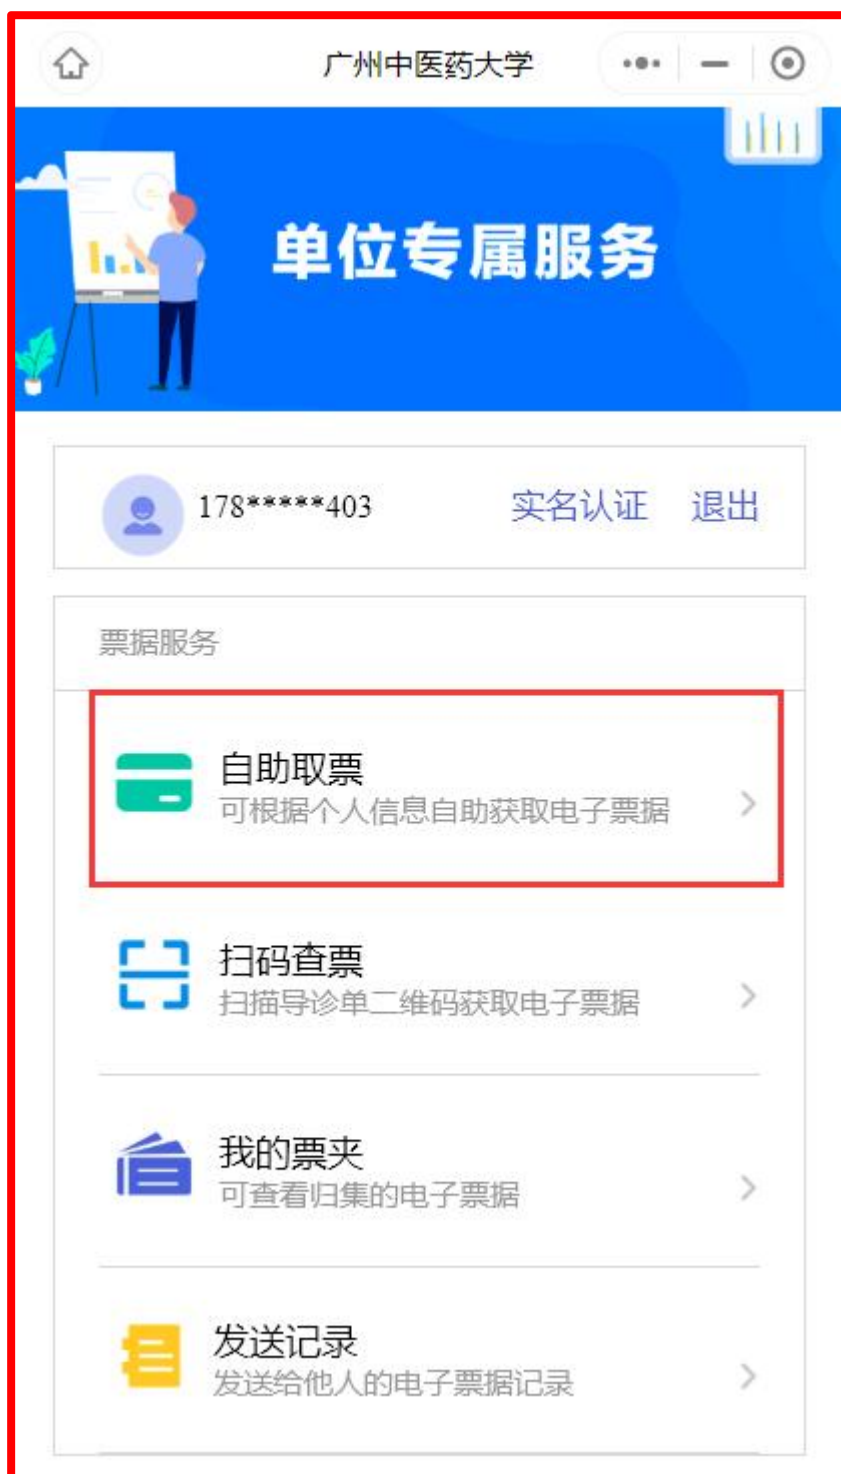 广州中医药大学
单位专属服务
178*****403 实名认证 退出
票据服务
自助取票
可根据个人信息自助获取电子票据
扫码查票
扫描导诊单二维码获取电子票据
我的票夹
可查看归集的电子票据
发送记录
发送给他人的电子票据记录